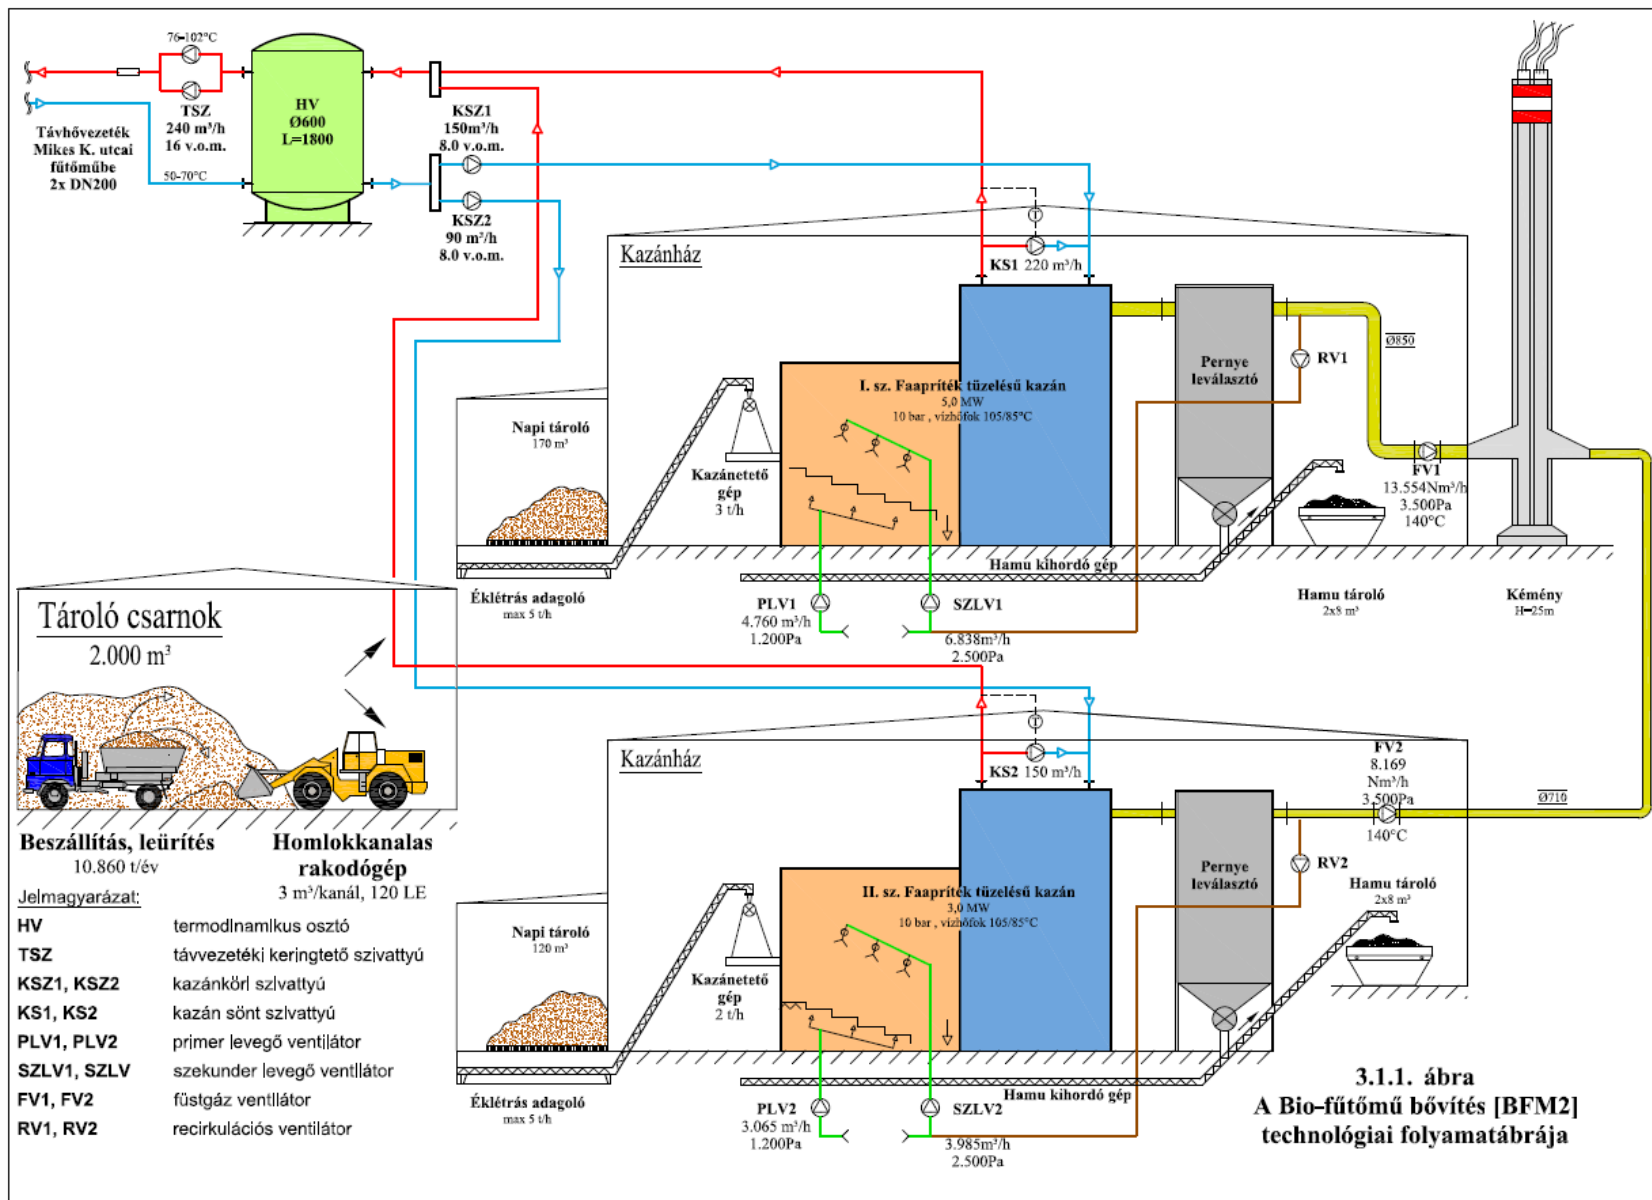 76-102°C
TSZ
240 m³/h
16 v.o.m.
HV
Ø600
L=1800
Távhővezeték
Mikes K. utcai
fűtőműbe
2x DN200
50-70°C
KSZ1
150m³/h
8.0 v.o.m.
KSZ2
90 m³/h
8.0 v.o.m.
Kazánház
T
KS1 220 m³/h
Napi tároló
170 m³
Kazánetető
gép
3 t/h
I. sz. Faapríték tüzelésű kazán
5,0 MW
10 bar , vízhőfok 105/85°C
Pernye
leválasztó
RV1
Ø850
FV1
13.554Nm³/h
3.500Pa
140°C
Éklétrás adagoló
max 5 t/h
Hamu kihordó gép
PLV1
4.760 m³/h
1.200Pa
SZLV1
6.838m³/h
2.500Pa
Hamu tároló
2x8 m³
Kémény
H=25m
Tároló csarnok
2.000 m³
Beszállítás, leürítés
10.860 t/év
Homlokkanalas
rakodógép
3 m³/kanál, 120 LE
Kazánház
T
KS2 150 m³/h
Napi tároló
120 m³
Kazánetető
gép
2 t/h
II. sz. Faapríték tüzelésű kazán
3,0 MW
10 bar , vízhőfok 105/85°C
Pernye
leválasztó
RV2
FV2
8.169
Nm³/h
3.500Pa
140°C
Ø710
Hamu tároló
2x8 m³
Éklétrás adagoló
max 5 t/h
Hamu kihordó gép
PLV2
3.065 m³/h
1.200Pa
SZLV2
3.985m³/h
2.500Pa
Jelmagyarázat:
HV termodinamikus osztó
TSZ távvezetéki keringtető szivattyú
KSZ1, KSZ2 kazánköri szivattyú
KS1, KS2 kazán sönt szivattyú
PLV1, PLV2 primer levegő ventilátor
SZLV1, SZLV szekunder levegő ventilátor
FV1, FV2 füstgáz ventilátor
RV1, RV2 recirkulációs ventilátor
3.1.1. ábra
A Bio-fűtőmű bővítés [BFM2]
technológiai folyamatábrája